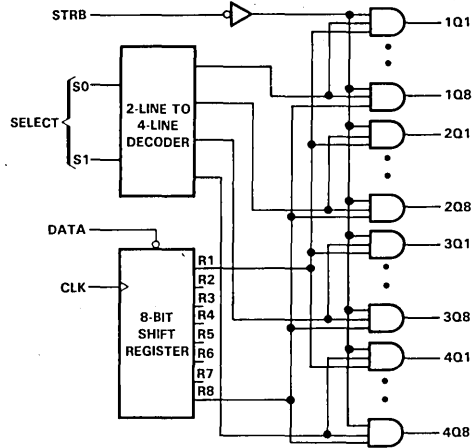 STRB
1Q1
S0
SELECT
S1
2-LINE TO
4-LINE
DECODER
1Q8
2Q1
2Q8
DATA
3Q1
CLK
8-BIT
SHIFT
REGISTER
R1
R2
R3
R4
R5
R6
R7
R8
3Q8
4Q1
4Q8